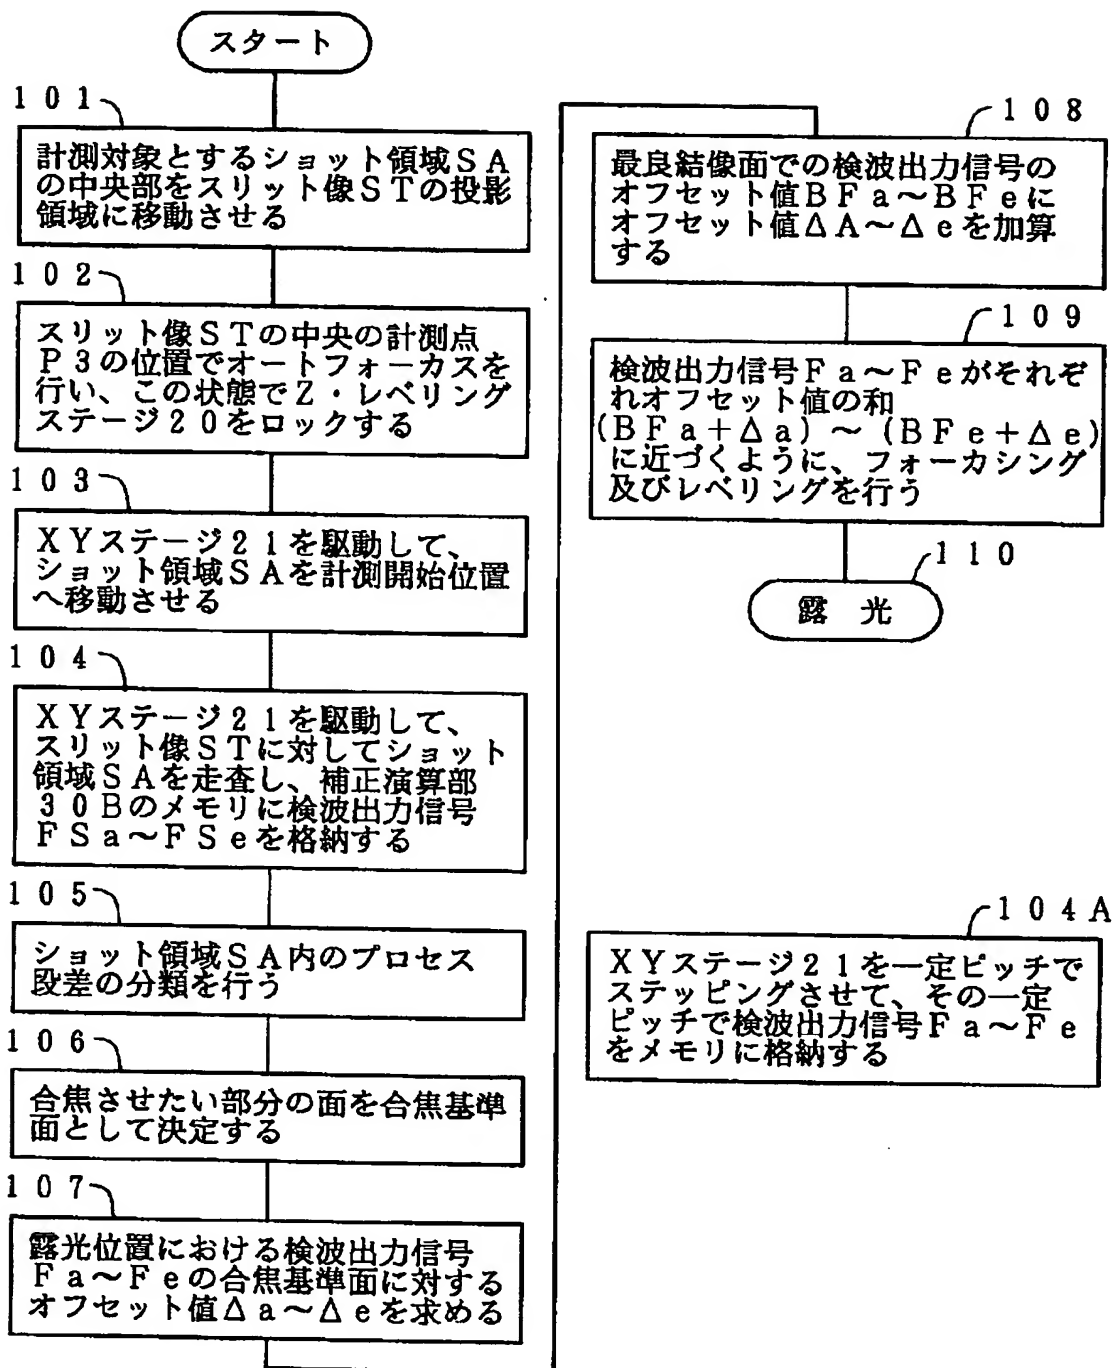 スタート
101
計測対象とするショット領域SA
の中央部をスリット像STの投影
領域に移動させる
102
スリット像STの中央の計測点
P3の位置でオートフォーカスを
行い、この状態でZ・レベリング
ステージ20をロックする
103
XYステージ21を駆動して、
ショット領域SAを計測開始位置
へ移動させる
104
XYステージ21を駆動して、
スリット像STに対してショット
領域SAを走査し、補正演算部
30Bのメモリに検波出力信号
FSa～FSeを格納する
105
ショット領域SA内のプロセス
段差の分類を行う
106
合焦させたい部分の面を合焦基準
面として決定する
107
露光位置における検波出力信号
Fa～Feの合焦基準面に対する
オフセット値Δa～Δeを求める
108
最良結像面での検波出力信号の
オフセット値BFa～BFeに
オフセット値ΔA～Δeを加算
する
109
検波出力信号Fa～Feがそれぞ
れオフセット値の和
(BFa+Δa)～(BFe+Δe)
に近づくように、フォーカシング
及びレベリングを行う
110
露 光
104A
XYステージ21を一定ピッチで
ステッピングさせて、その一定
ピッチで検波出力信号Fa～Fe
をメモリに格納する